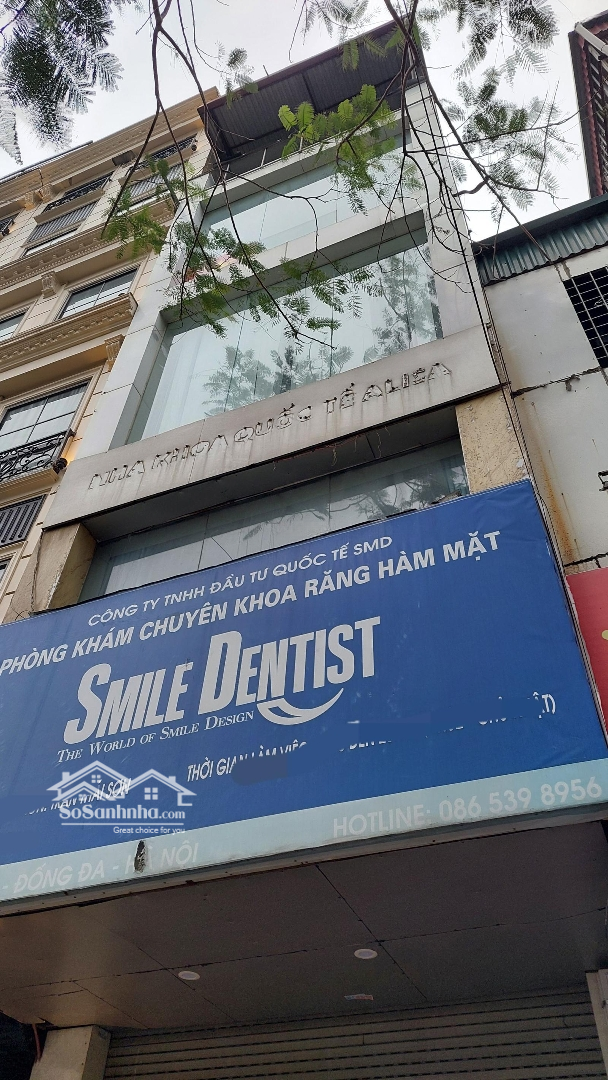 NHA KHOA QUỐC TẾ ALISA
CÔNG TY TNHH ĐẦU TƯ QUỐC TẾ SMD
PHÒNG KHÁM CHUYÊN KHOA RĂNG HÀM MẶT
SMILE DENTIST
THE WORLD OF SMILE DESIGN
THỜI GIAN LÀM VIỆC
SoSanhnha.com
Great choice for you
HOTLINE: 086 539 8956
- ĐỐNG ĐA - HÀ NỘI